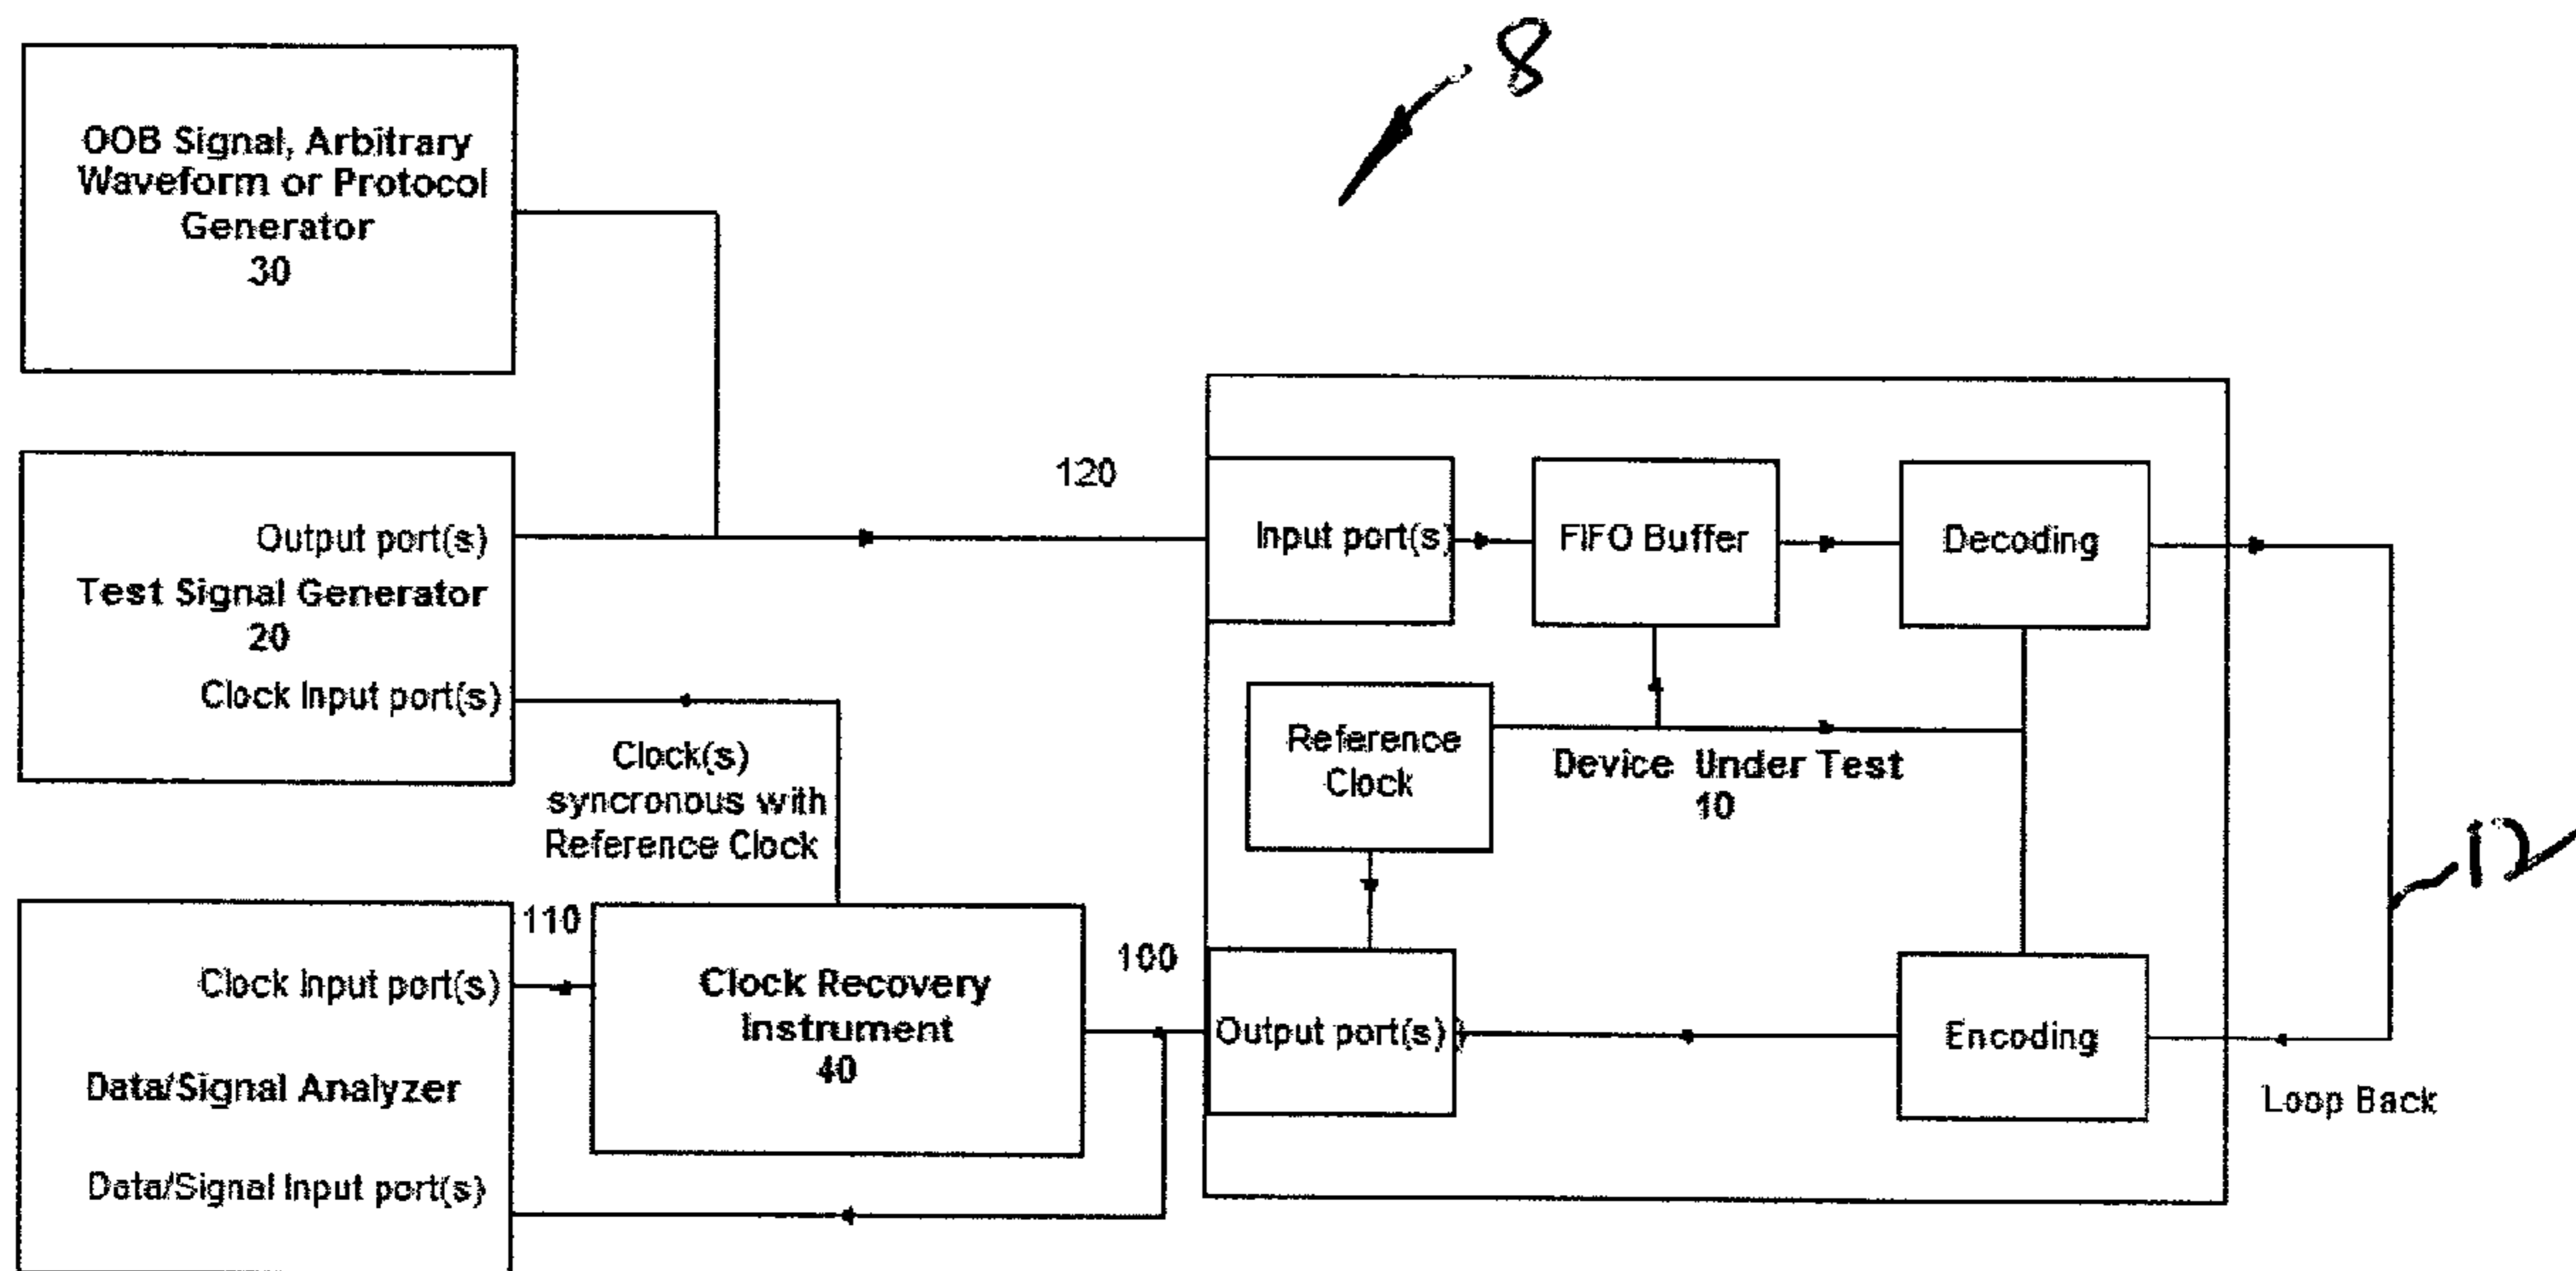 8
OOB Signal, Arbitrary
Waveform or Protocol
Generator
30
120
Output port(s)
Test Signal Generator
20
Clock Input port(s)
Input port(s)
FIFO Buffer
Decoding
Reference
Clock
Device Under Test
10
Clock(s)
syncronous with
Reference Clock
12
110
Clock Input port(s)
Data/Signal Analyzer
Data/Signal Input port(s)
Clock Recovery
Instrument
40
100
Output port(s)
Encoding
Loop Back